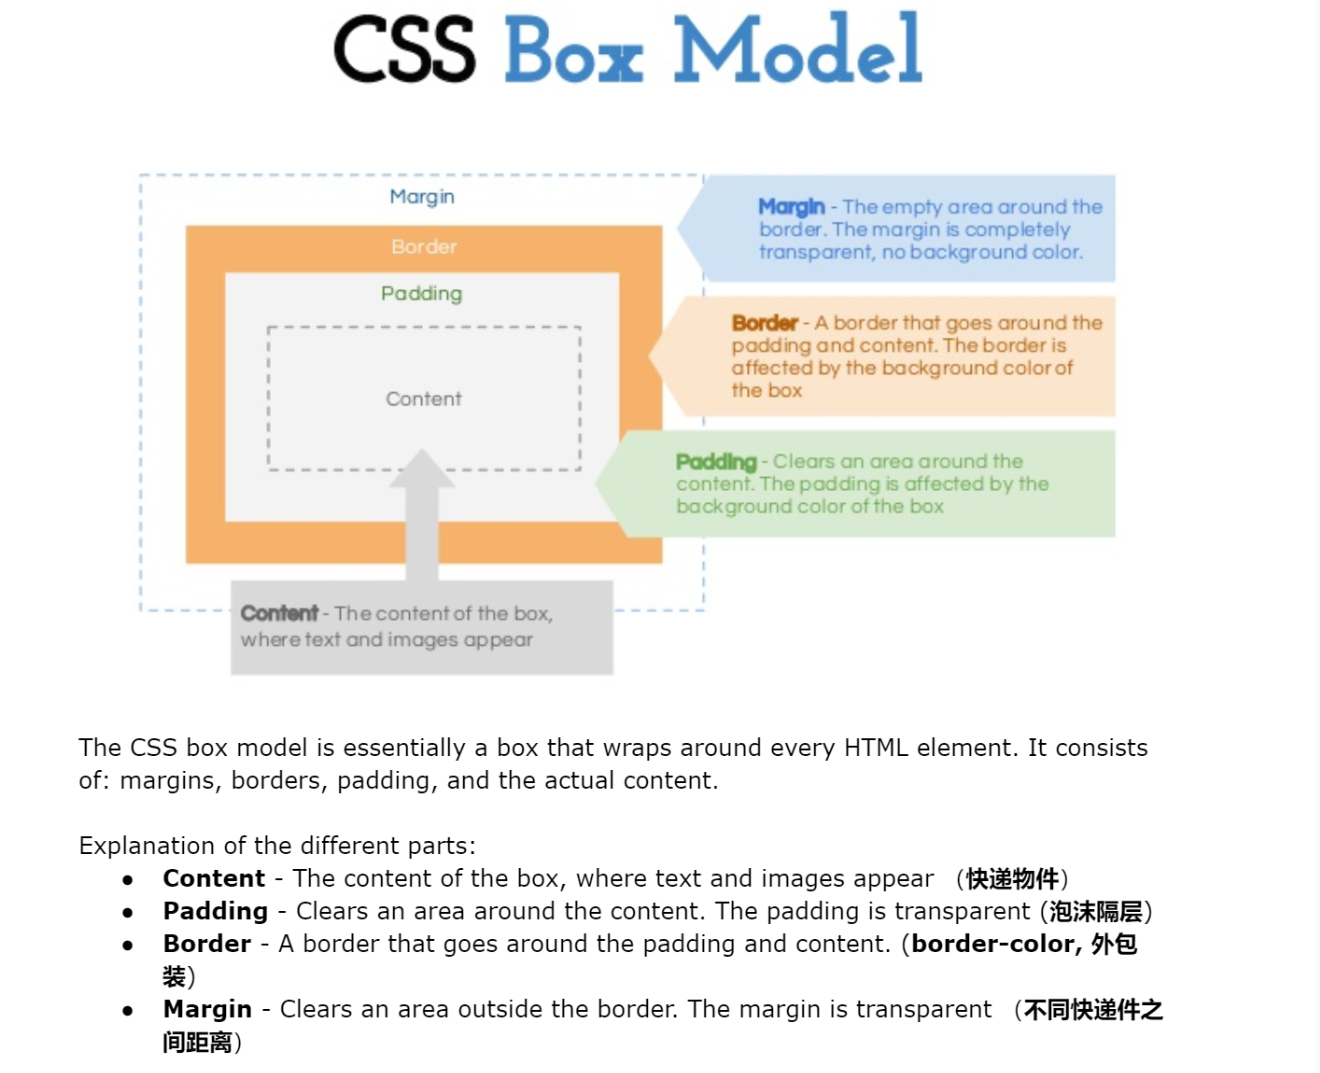 CSS Box Model
Margin
Border
Padding
Content
Margin - The empty area around the
border. The margin is completely
transparent, no background color.
Border - A border that goes around the
padding and content. The border is
affected by the background color of
the box
Padding - Clears an area around the
content. The padding is affected by the
background color of the box
Content - The content of the box,
where text and images appear
The CSS box model is essentially a box that wraps around every HTML element. It consists
of: margins, borders, padding, and the actual content.
Explanation of the different parts:
● Content - The content of the box, where text and images appear （快递物件）
● Padding - Clears an area around the content. The padding is transparent (泡沫隔层)
● Border - A border that goes around the padding and content. (border-color, 外包
装)
● Margin - Clears an area outside the border. The margin is transparent （不同快递件之
间距离）